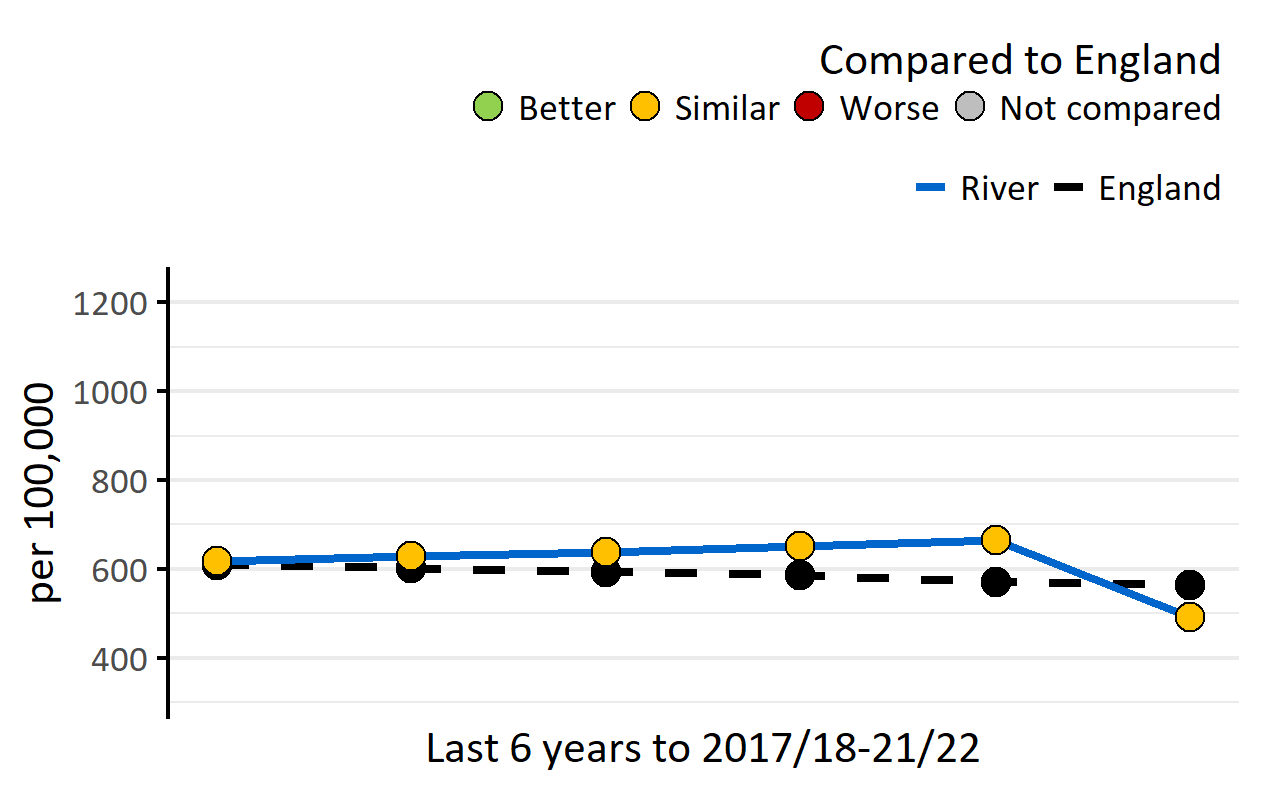 Compared to England
Better Similar Worse Not compared
River England
1200
1000
800
600
400
per 100,000
Last 6 years to 2017/18-21/22